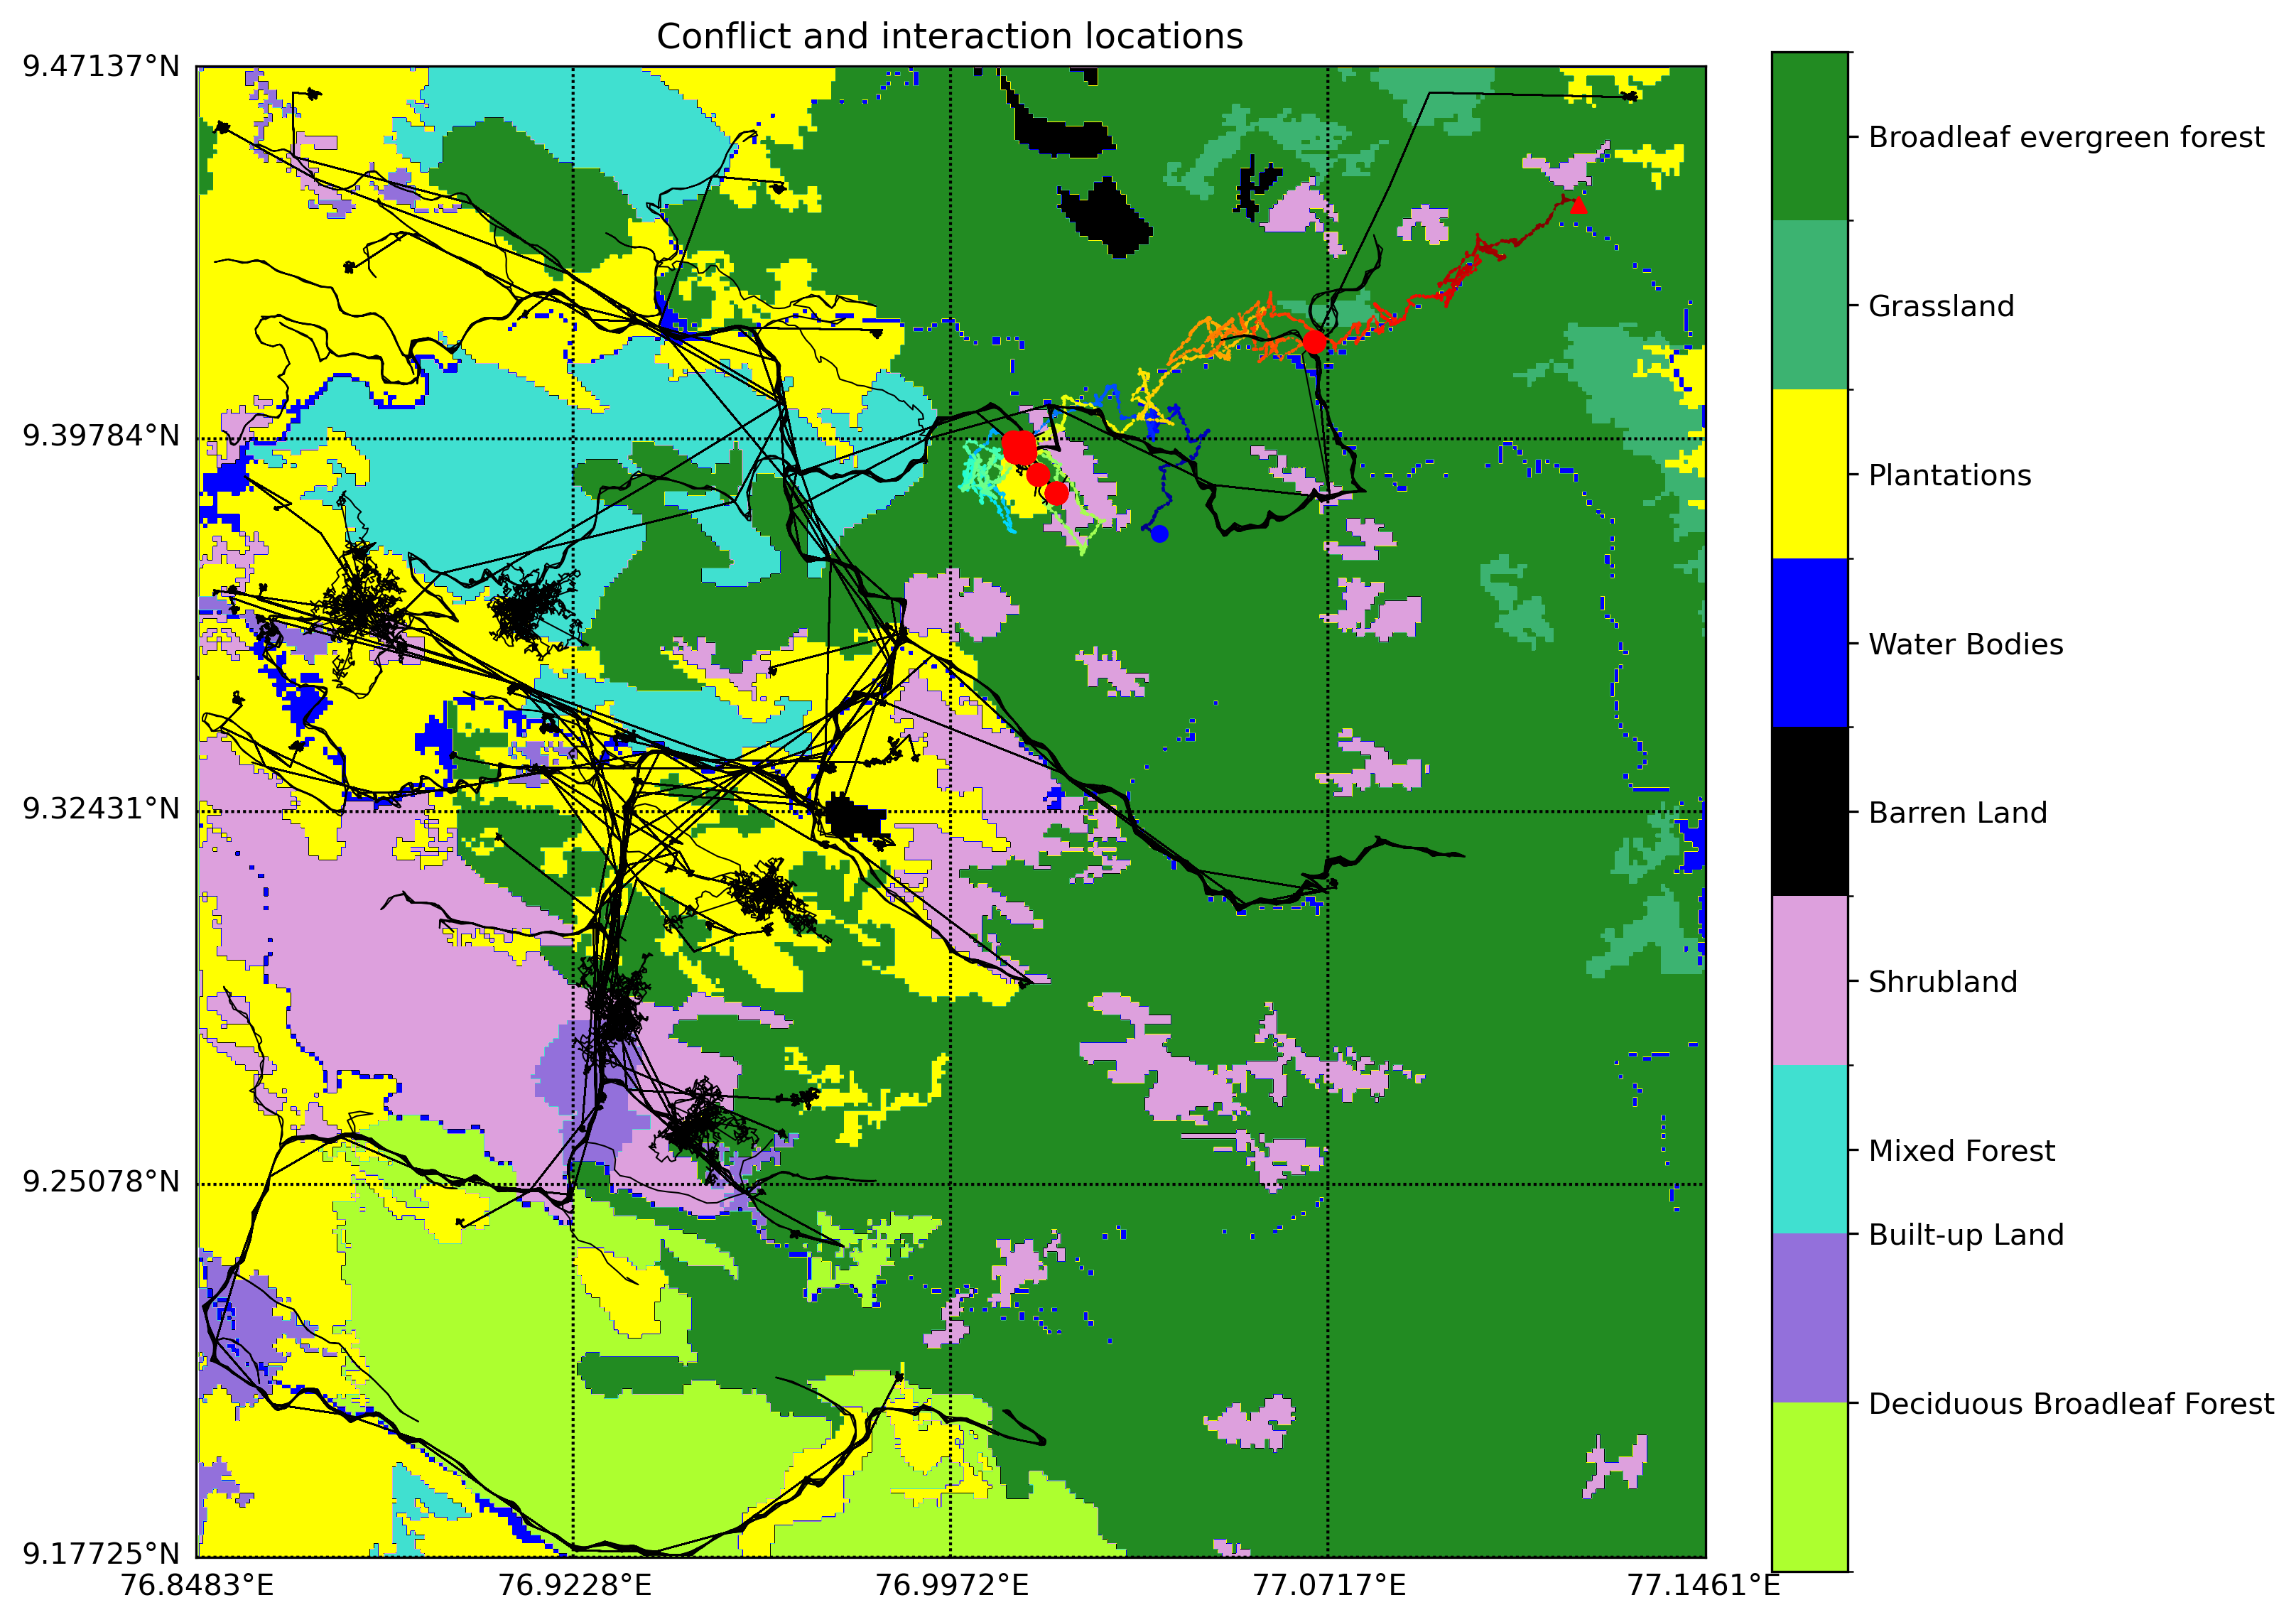 Conflict and interaction locations
9.47137°N
9.39784°N
9.32431°N
9.25078°N
9.17725°N
76.8483°E
76.9228°E
76.9972°E
77.0717°E
77.1461°E
Broadleaf evergreen forest
Grassland
Plantations
Water Bodies
Barren Land
Shrubland
Mixed Forest
Built-up Land
Deciduous Broadleaf Forest